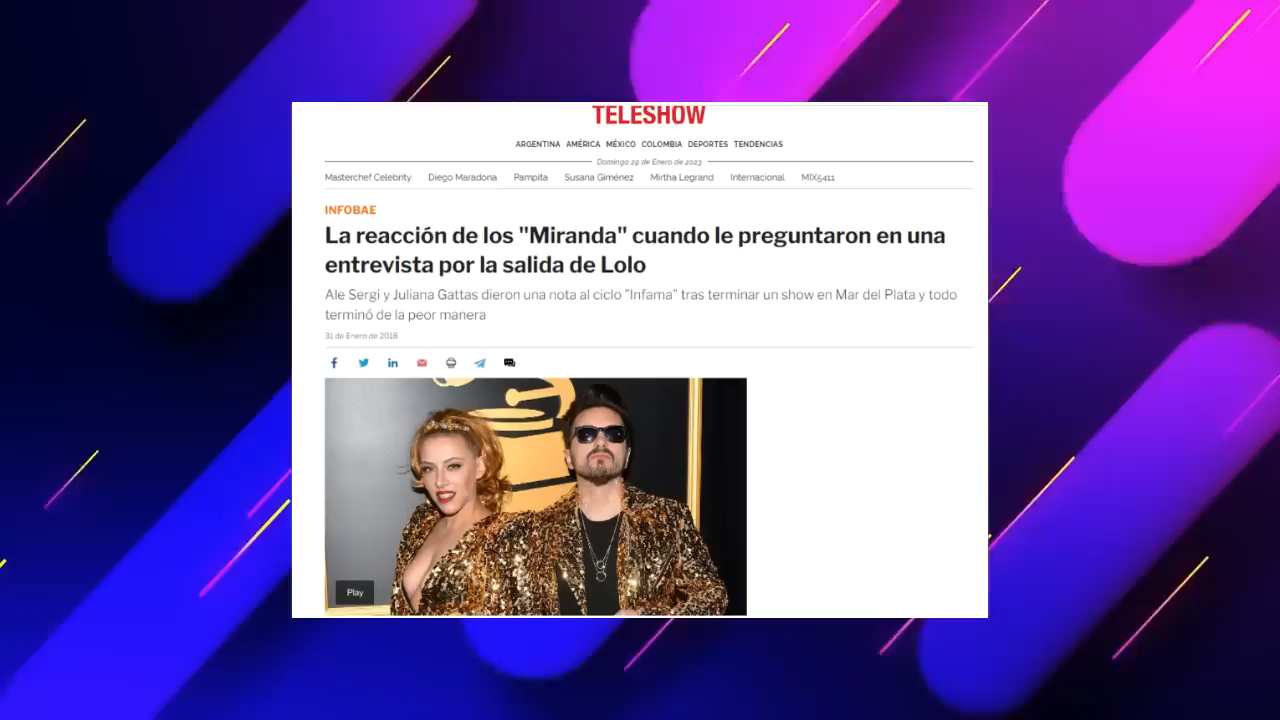 TELESHOW
ARGENTINA AMÉRICA MÉXICO COLOMBIA DEPORTES TENDENCIAS
Domingo 29 de Enero de 2023
Masterchef Celebrity Diego Maradona Pampita Susana Giménez Mirtha Legrand Internacional MIX5411
INFOBAE
La reacción de los "Miranda" cuando le preguntaron en una
entrevista por la salida de Lolo
Ale Sergi y Juliana Gattas dieron una nota al ciclo "Infama" tras terminar un show en Mar del Plata y todo
terminó de la peor manera
31 de Enero de 2018
Play